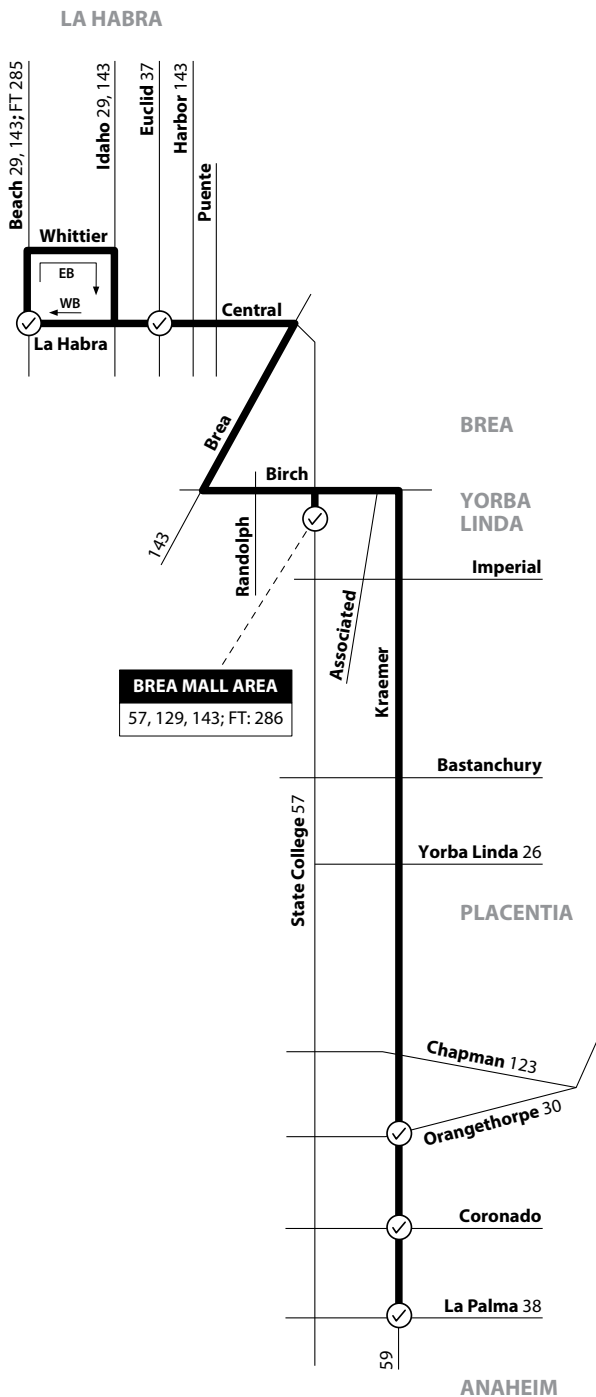 LA HABRA
Beach 29, 143; FT 285
Idaho 29, 143
Euclid 37
Harbor 143
Puente
Whittier
EB
WB
La Habra
Central
Brea
BREA
Birch
YORBA
LINDA
143
Randolph
Imperial
Associated
Kraemer
BREA MALL AREA
57, 129, 143; FT: 286
Bastanchury
State College 57
Yorba Linda 26
PLACENTIA
Chapman 123
Orangethorpe 30
Coronado
La Palma 38
59
ANAHEIM